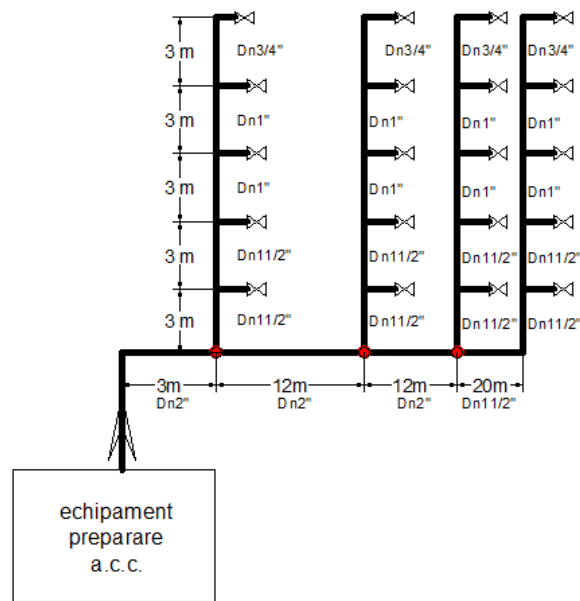 3 m
Dn3/4" Dn3/4" Dn3/4" Dn3/4"
3 m
Dn1" Dn1" Dn1" Dn1"
3 m
Dn1" Dn1" Dn1" Dn1"
3 m
Dn11/2" Dn11/2" Dn11/2" Dn11/2"
3 m
Dn11/2" Dn11/2" Dn11/2" Dn11/2"
3m 12m 12m 20m
Dn2" Dn2" Dn2" Dn11/2"
echipament
preparare
a.c.c.